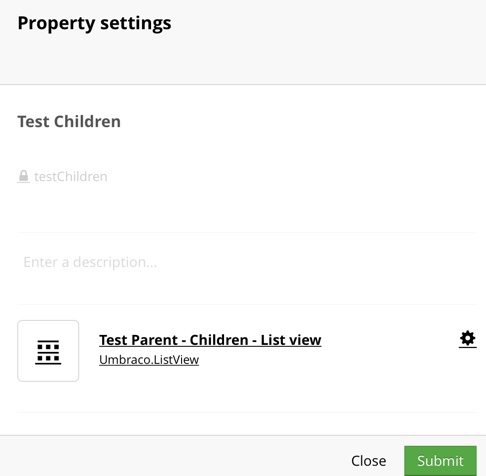 Property settings
Test Children
testChildren
Enter a description...
Test Parent - Children - List view
Umbraco.ListView
Close Submit